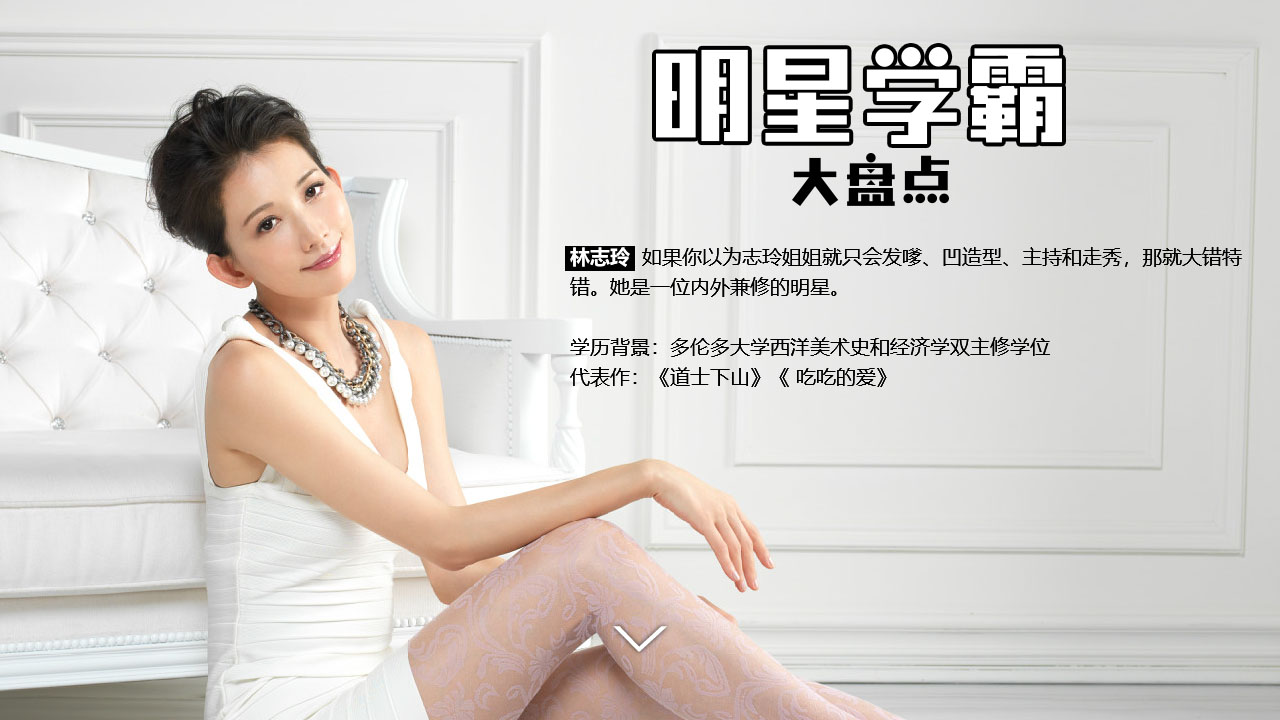 明星学霸
大盘点
林志玲 如果你以为志玲姐姐就只会发嗲、凹造型、主持和走秀，那就大错特
错。她是一位内外兼修的明星。
学历背景：多伦多大学西洋美术史和经济学双主修学位
代表作：《道士下山》《 吃吃的爱》